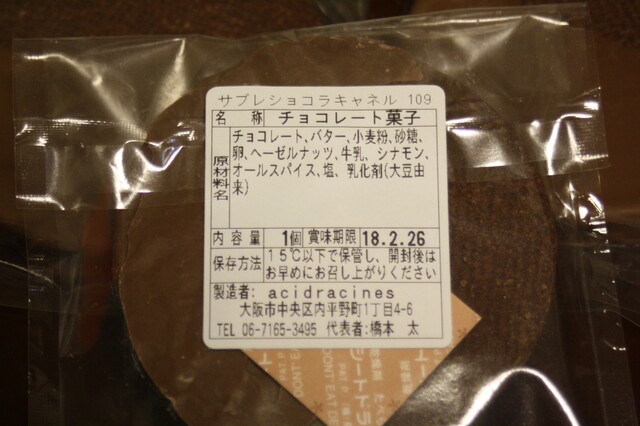 サブレショコラキャネル 109
名 称 チョコレート菓子
原材料名
チョコレート、バター、小麦粉、砂糖、
卵、ヘーゼルナッツ、牛乳、シナモン、
オールスパイス、塩、乳化剤(大豆由
来)
内容量 1個 賞味期限 18.2.26
保存方法 15℃以下で保管し、開封後は
お早めにお召し上がりください
製造者: acidracines
大阪市中央区内平野町1丁目4-6
TEL 06-7165-3495 代表者:橋本 太
シートドラ
DON'T EAT